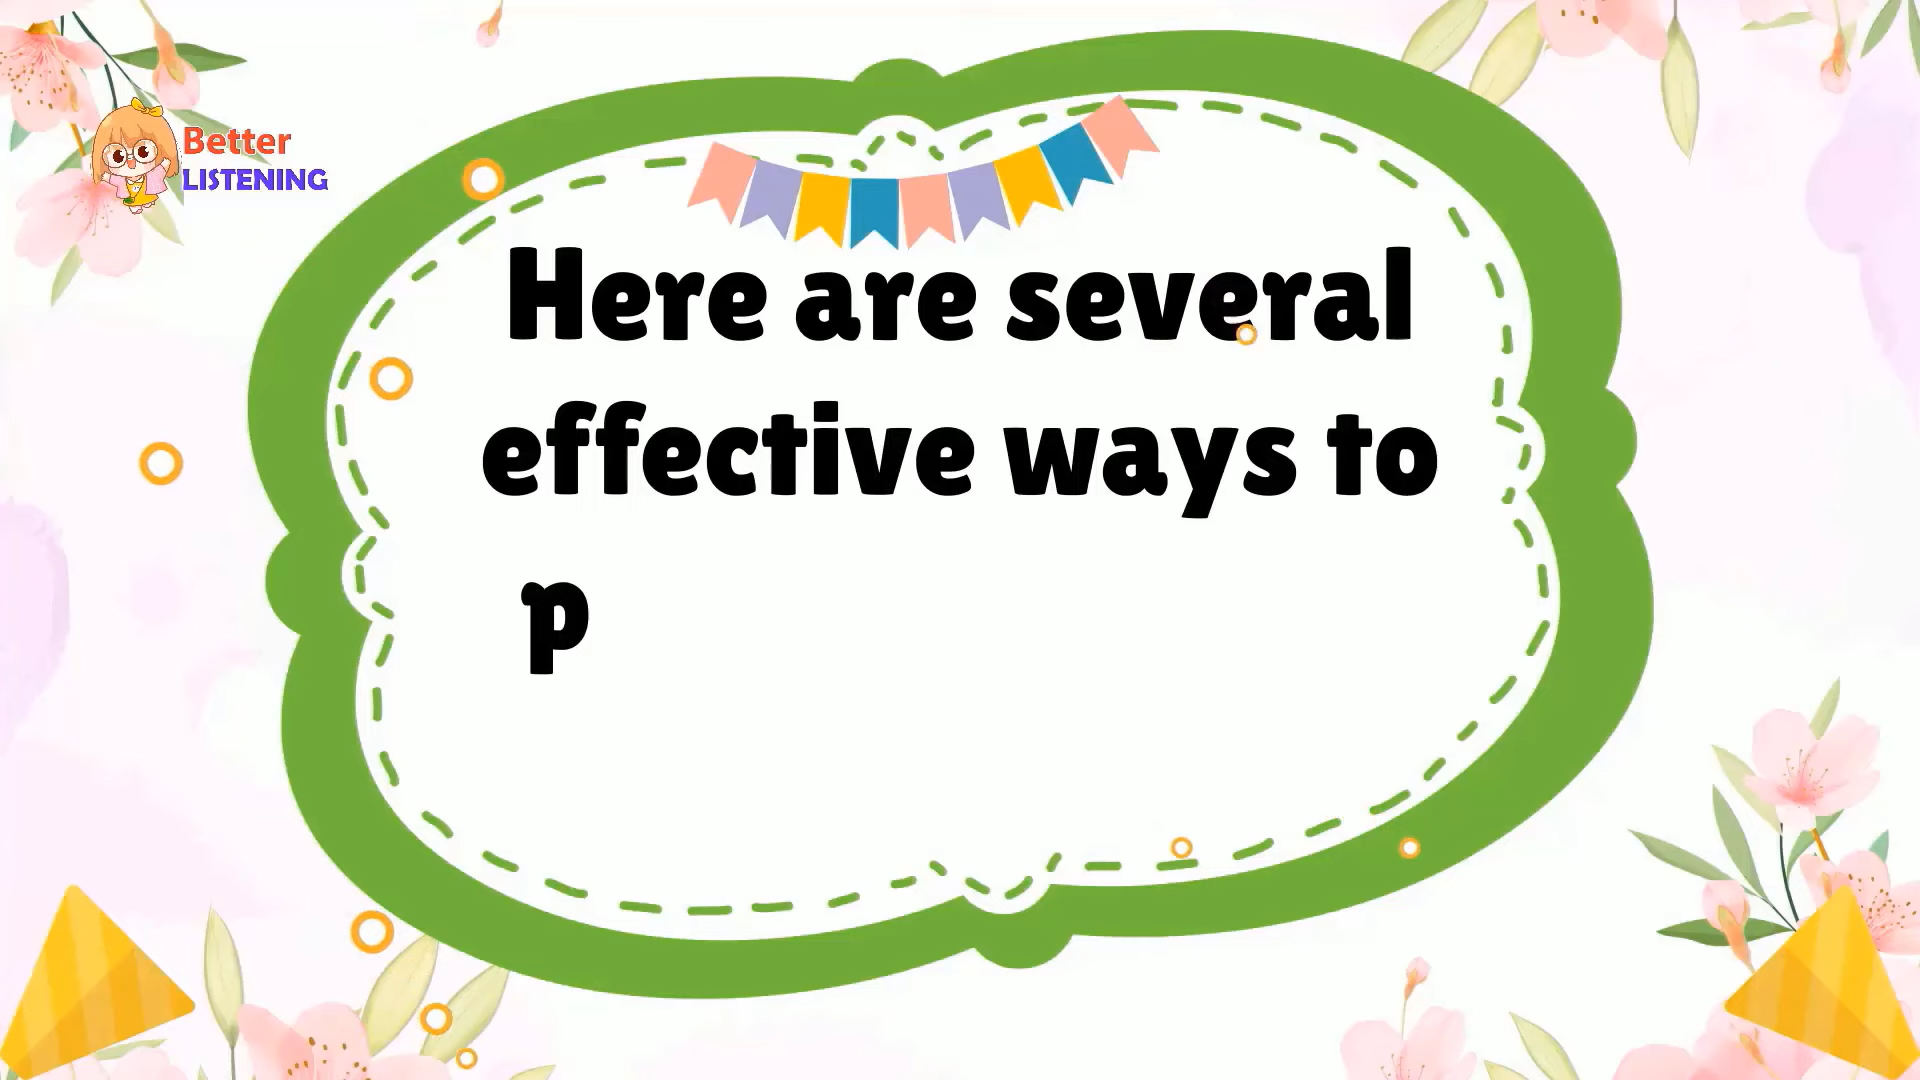 Better
LISTENING
Here are several
effective ways to
p